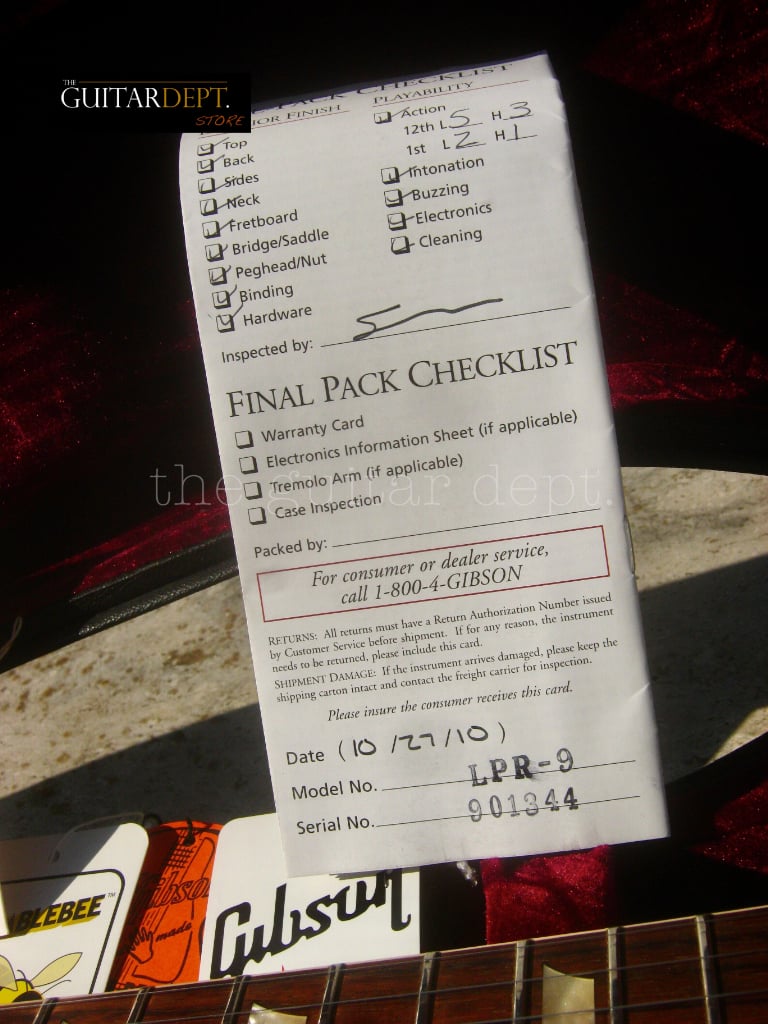 THE
GUITARDEPT.
STORE
PACK CHECKLIST
IOR FINISH
Top
Back
Sides
Neck
Fretboard
Bridge/Saddle
Peghead/Nut
Binding
Hardware
PLAYABILITY
Action
12th L 5 H 3
1st L 2 H 1
Intonation
Buzzing
Electronics
Cleaning
Inspected by:
FINAL PACK CHECKLIST
Warranty Card
Electronics Information Sheet (if applicable)
Tremolo Arm (if applicable)
Case Inspection
the guitar dept.
Packed by:
For consumer or dealer service,
call 1-800-4-GIBSON
RETURNS: All returns must have a Return Authorization Number issued
by Customer Service before shipment. If for any reason, the instrument
needs to be returned, please include this card.
SHIPMENT DAMAGE: If the instrument arrives damaged, please keep the
shipping carton intact and contact the freight carrier for inspection.
Please insure the consumer receives this card.
Date (10/27/10)
Model No. LPR-9
Serial No. 901344
BLEBEE™
Gibson
made
Gibson